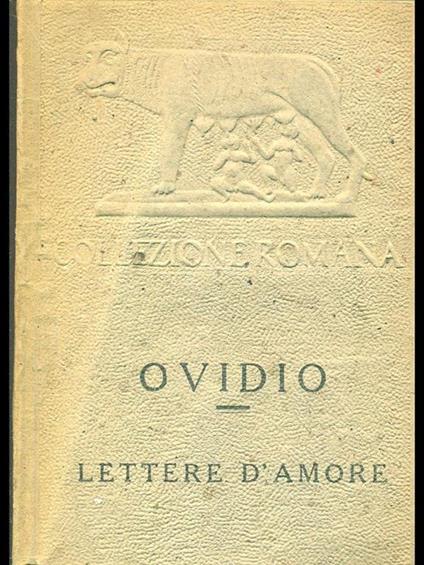 COLLEZIONE ROMANA
OVIDIO
LETTERE D'AMORE